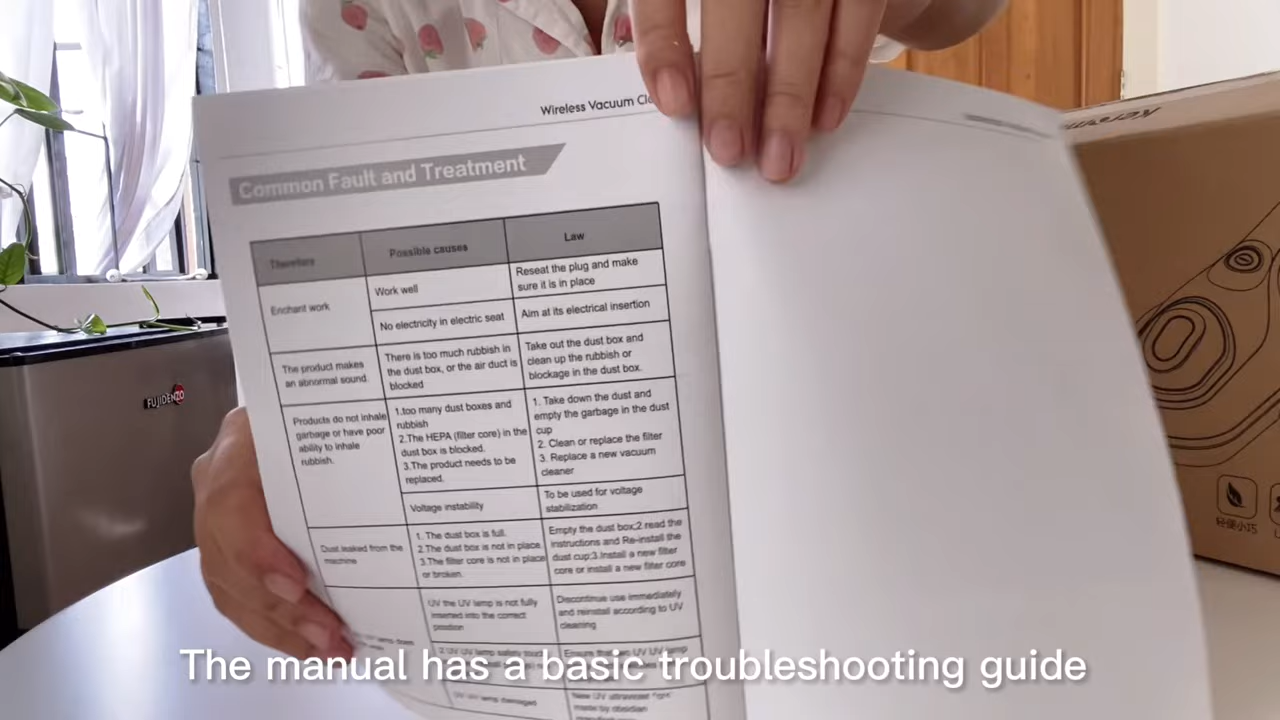 Wireless Vacuum
Common Fault and Treatment
Therefore
Possible causes
Law
Enchant work
Work well
Reseat the plug and make
sure it is in place
No electricity in electric seat
Aim at its electrical insertion
The product makes
an abnormal sound.
There is too much rubbish in
the dust box, or the air duct is
blocked
Take out the dust box and
clean up the rubbish or
blockage in the dust box.
Products do not inhale
garbage or have poor
ability to inhale
rubbish.
1.too many dust boxes and
rubbish
2.The HEPA (filter core) in the
dust box is blocked.
3.The product needs to be
replaced.
1. Take down the dust and
empty the garbage in the dust
cup
2. Clean or replace the filter
3. Replace a new vacuum
cleaner
Voltage instability
To be used for voltage
stabilization
Dust leaked from the
machine
1. The dust box is full.
2.The dust box is not in place.
3.The filter core is not in place
or broken.
Empty the dust box;2.read the
instructions and Re-install the
dust cup;3.Install a new filter
core or install a new filter core
UV the UV lamp is not fully
inserted into the correct
position
Discontinue use immediately
and reinstall according to UV
cleaning
FUJIDENZO
轻便小巧
The manual has a basic troubleshooting guide